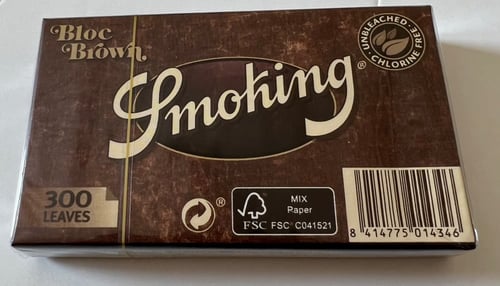 Bloc
Brown
UNBLEACHED · CHLORINE FREE
Smoking®
300
LEAVES
FSC
MIX
Paper
FSC® C041521
8 414775 014346